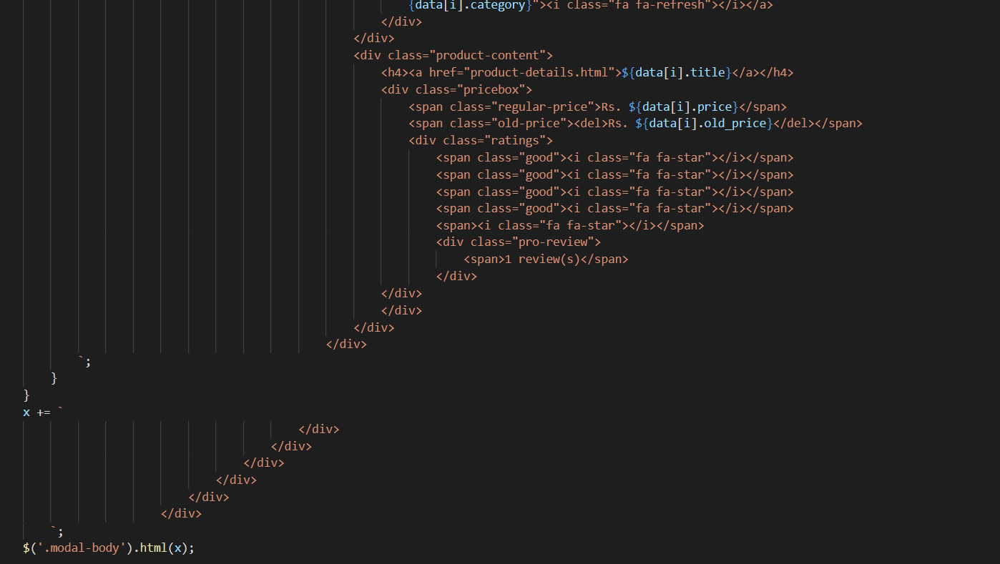 {data[i].category}"><i class="fa fa-refresh"></i></a>
</div>
</div>
<div class="product-content">
<h4><a href="product-details.html">${data[i].title}</a></h4>
<div class="pricebox">
<span class="regular-price">Rs. ${data[i].price}</span>
<span class="old-price"><del>Rs. ${data[i].old_price}</del></span>
<div class="ratings">
<span class="good"><i class="fa fa-star"></i></span>
<span class="good"><i class="fa fa-star"></i></span>
<span class="good"><i class="fa fa-star"></i></span>
<span class="good"><i class="fa fa-star"></i></span>
<span><i class="fa fa-star"></i></span>
<div class="pro-review">
<span>1 review(s)</span>
</div>
</div>
</div>
</div>
</div>
`;
}
}
x += `
</div>
</div>
</div>
</div>
</div>
</div>
`;
$('.modal-body').html(x);